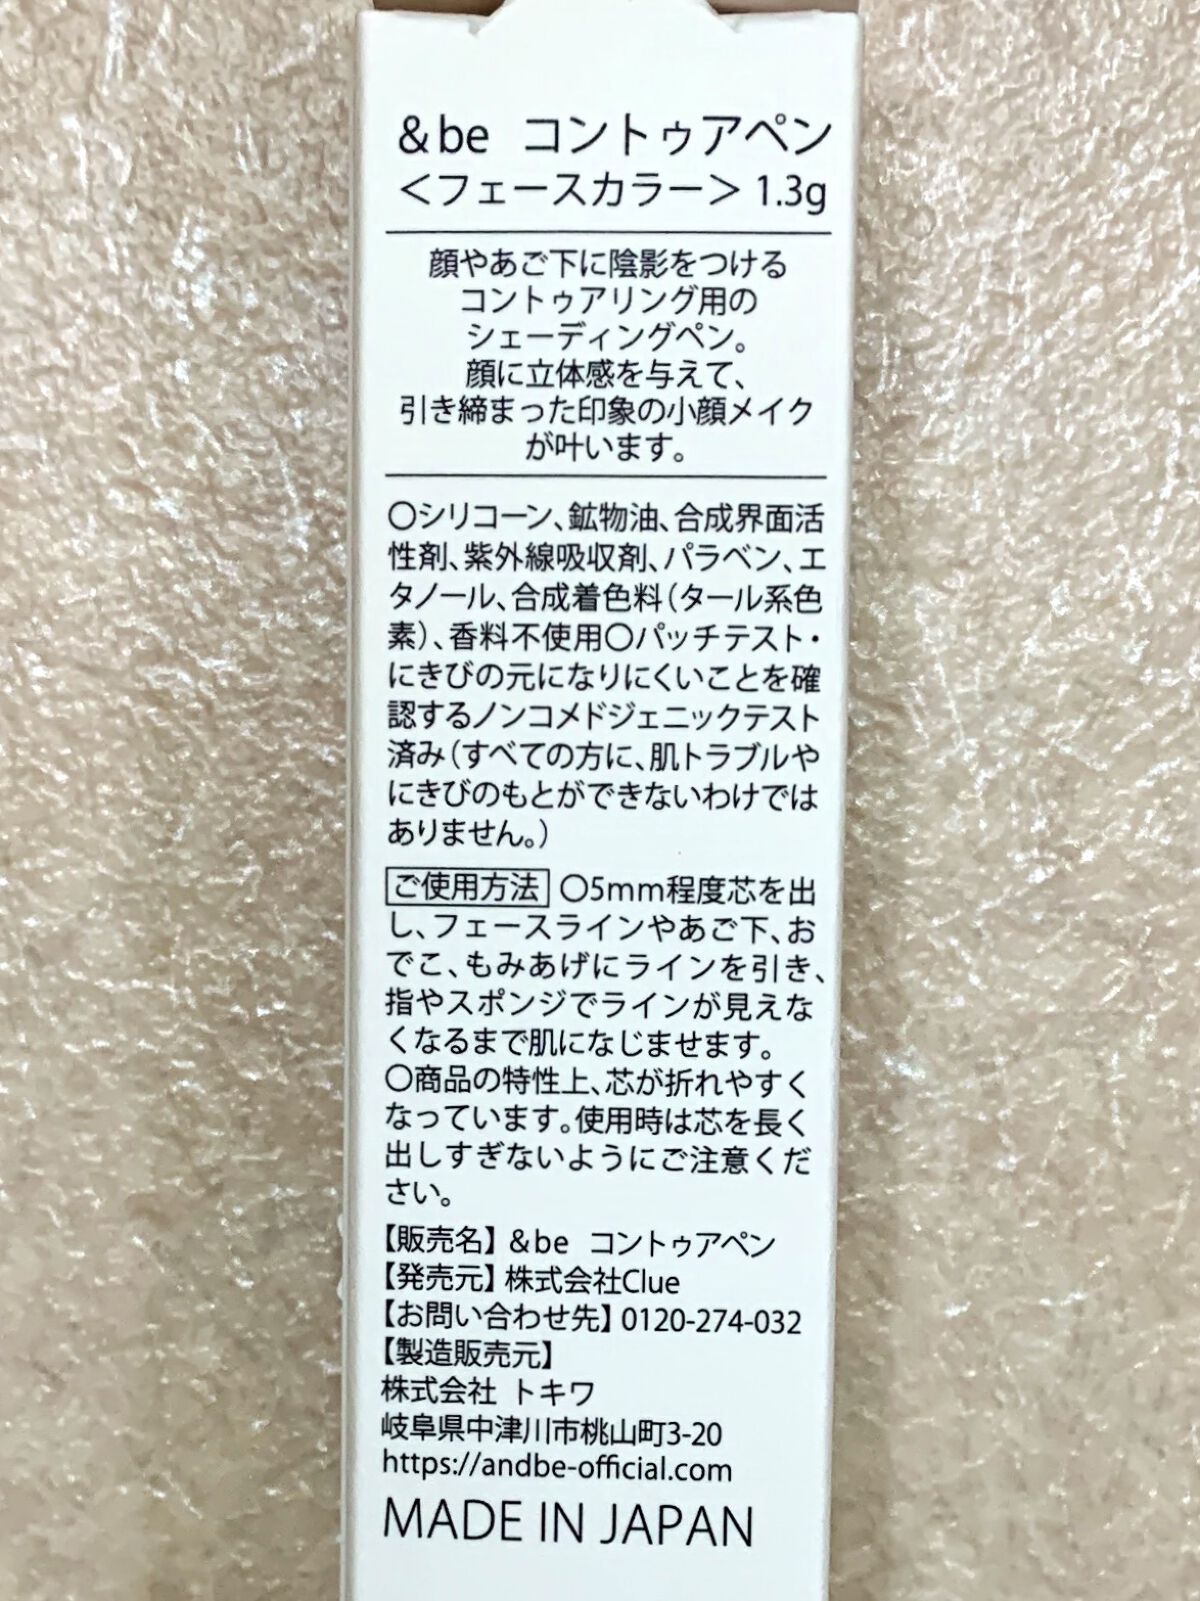 &be コントゥアペン
＜フェースカラー＞ 1.3g
顔やあご下に陰影をつける
コントゥアリング用の
シェーディングペン。
顔に立体感を与えて、
引き締まった印象の小顔メイク
が叶います。
〇シリコーン、鉱物油、合成界面活
性剤、紫外線吸収剤、パラベン、エ
タノール、合成着色料(タール系色
素)、香料不使用〇パッチテスト・
にきびの元になりにくいことを確
認するノンコメドジェニックテスト
済み(すべての方に、肌トラブルや
にきびのもとができないわけでは
ありません。)
ご使用方法 〇5mm程度芯を出
し、フェースラインやあご下、お
でこ、もみあげにラインを引き、
指やスポンジでラインが見えな
くなるまで肌になじませます。
〇商品の特性上、芯が折れやすく
なっています。使用時は芯を長く
出しすぎないようにご注意くだ
さい。
【販売名】 &be コントゥアペン
【発売元】 株式会社Clue
【お問い合わせ先】 0120-274-032
【製造販売元】
株式会社 トキワ
岐阜県中津川市桃山町3-20
https://andbe-official.com
MADE IN JAPAN